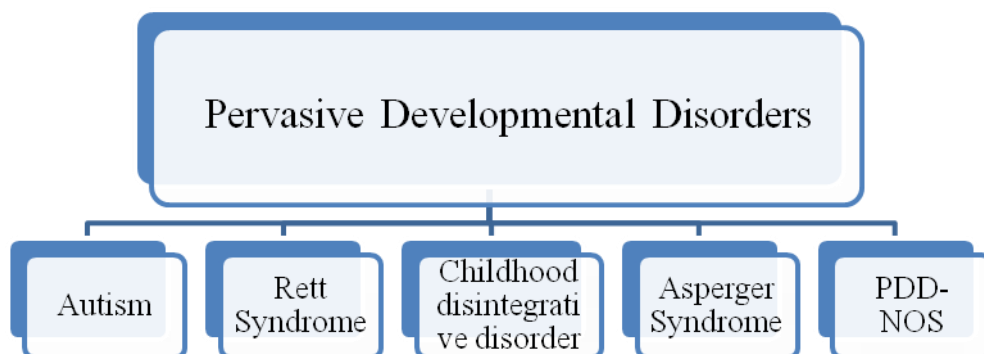 Pervasive Developmental Disorders
Autism
Rett
Syndrome
Childhood
disintegrati
ve disorder
Asperger
Syndrome
PDD-
NOS